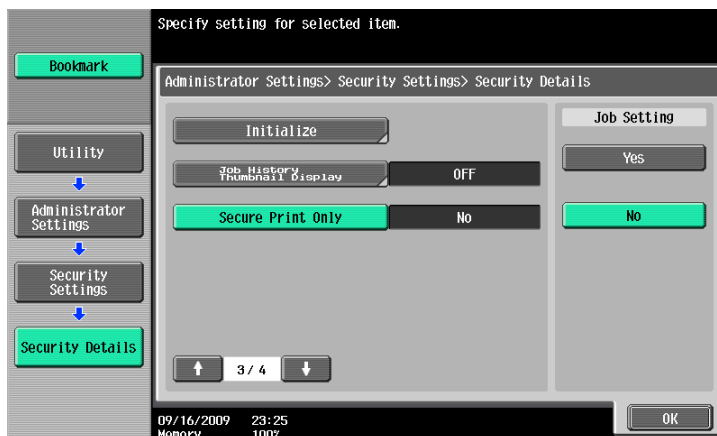 Specify setting for selected item.
Bookmark
Administrator Settings> Security Settings> Security Details
Initialize
Job History
Thumbnail Display
OFF
Secure Print Only
No
Job Setting
Yes
No
Utility
Administrator
Settings
Security
Settings
Security Details
3/ 4
09/16/2009 23:25
Memory 100%
OK